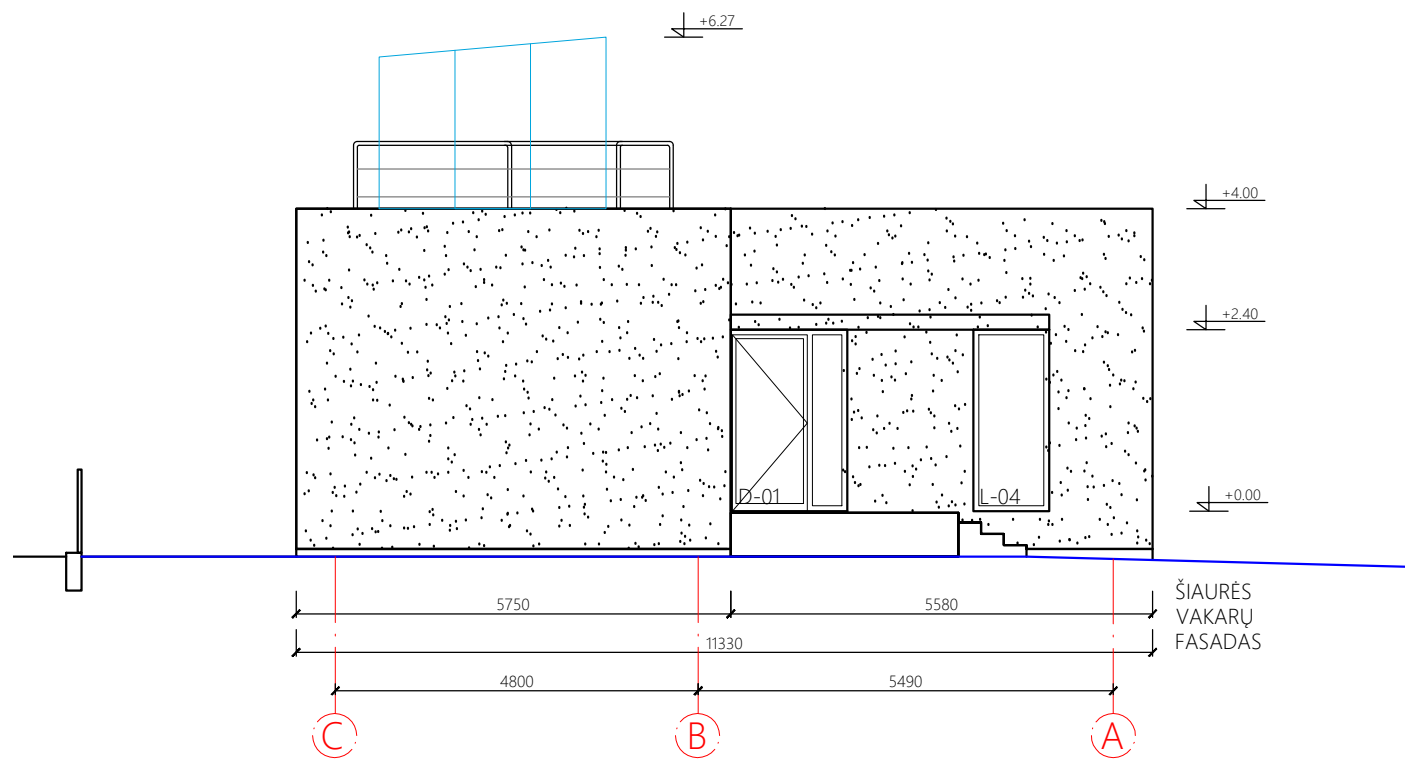 +6.27
+4.00
+2.40
D-01
L-04
+0.00
ŠIAURĖS
VAKARŲ
FASADAS
5750
5580
11330
4800
5490
C
B
A